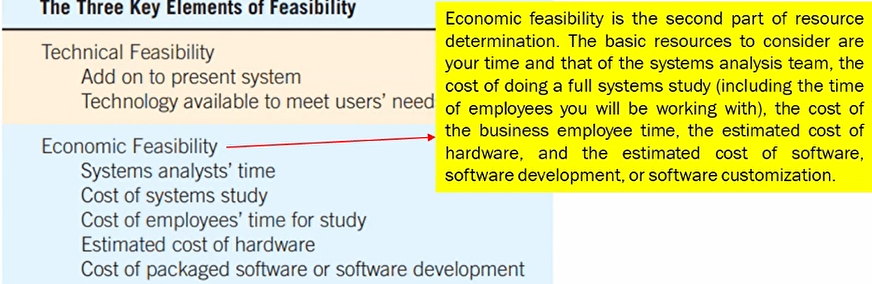 The Three Key Elements of Feasibility
Technical Feasibility
Add on to present system
Technology available to meet users' need
Economic Feasibility
Systems analysts' time
Cost of systems study
Cost of employees' time for study
Estimated cost of hardware
Cost of packaged software or software development
Economic feasibility is the second part of resource
determination. The basic resources to consider are
your time and that of the systems analysis team, the
cost of doing a full systems study (including the time
of employees you will be working with), the cost of
the business employee time, the estimated cost of
hardware, and the estimated cost of software,
software development, or software customization.